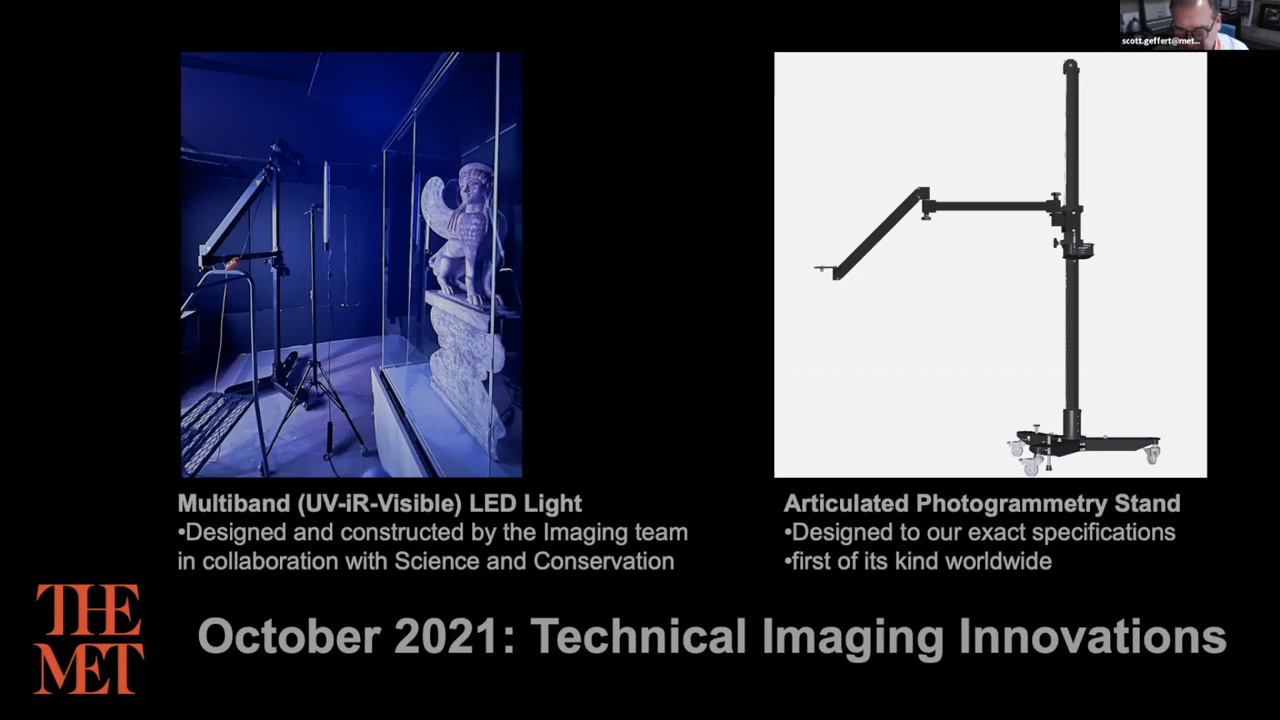 scott.geffert@met...
Multiband (UV-iR-Visible) LED Light
•Designed and constructed by the Imaging team
in collaboration with Science and Conservation
Articulated Photogrammetry Stand
•Designed to our exact specifications
•first of its kind worldwide
THE
MET
October 2021: Technical Imaging Innovations